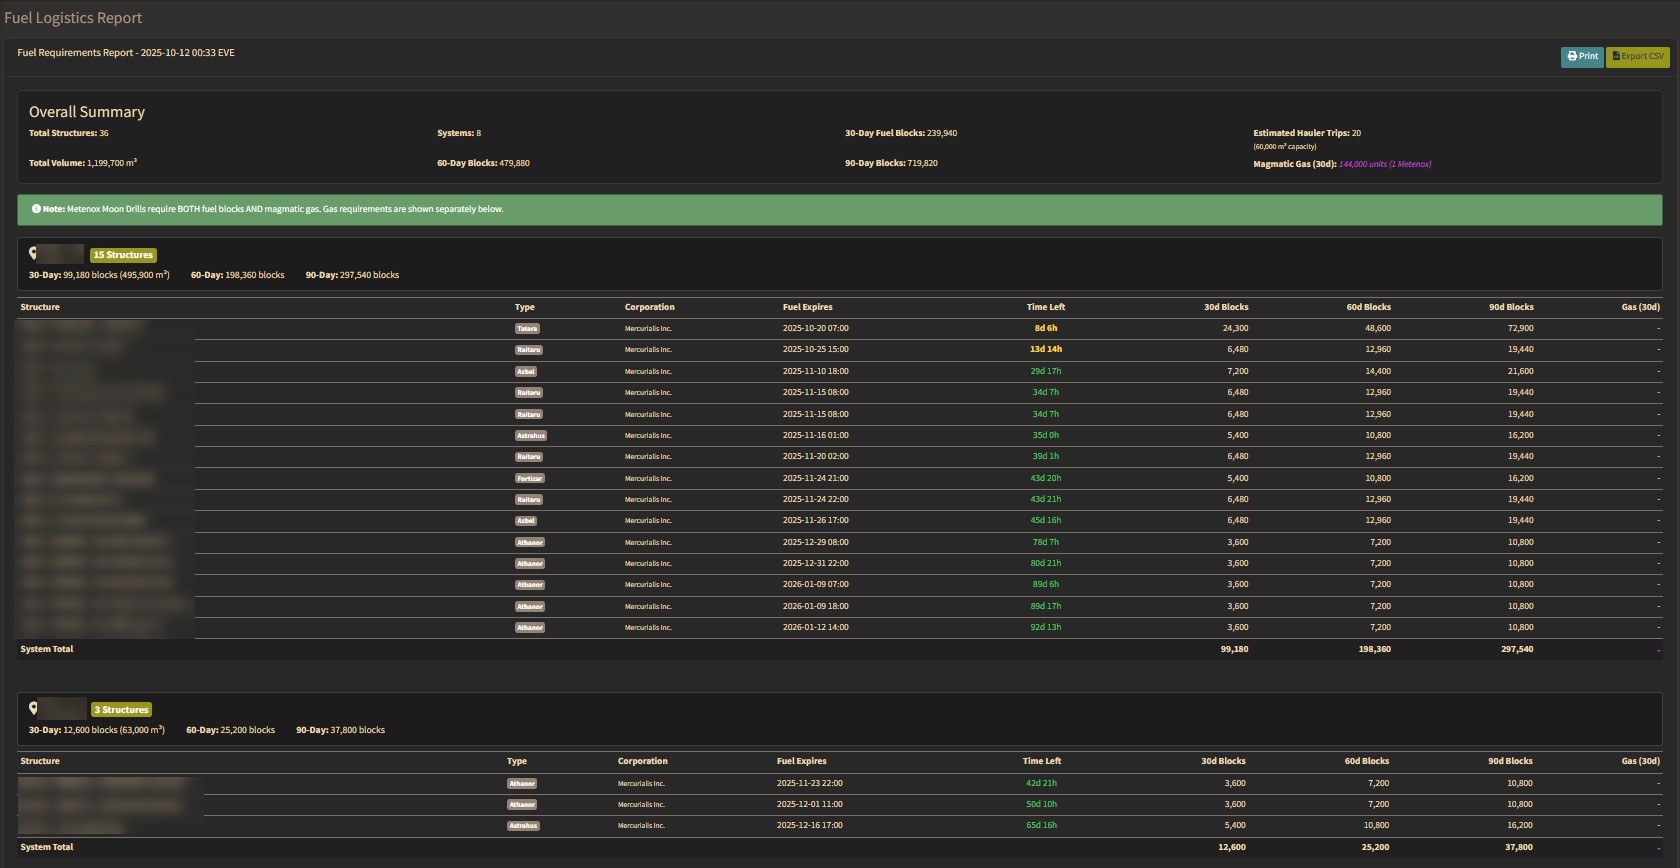 Fuel Logistics Report
Fuel Requirements Report - 2025-10-12 00:33 EVE
Print Export CSV
Overall Summary
Total Structures: 36 Systems: 8 30-Day Fuel Blocks: 239,940 Estimated Hauler Trips: 20
(60,000 m³ capacity)
Total Volume: 1,199,700 m³ 60-Day Blocks: 479,880 90-Day Blocks: 719,820 Magmatic Gas (30d): 144,000 units (1 Metenox)
Note: Metenox Moon Drills require BOTH fuel blocks AND magmatic gas. Gas requirements are shown separately below.
15 Structures
30-Day: 99,180 blocks (495,900 m³) 60-Day: 198,360 blocks 90-Day: 297,540 blocks
Structure Type Corporation Fuel Expires Time Left 30d Blocks 60d Blocks 90d Blocks Gas (30d)
Tatara Mercurialis Inc. 2025-10-20 07:00 8d 6h 24,300 48,600 72,900 -
Raitaru Mercurialis Inc. 2025-10-25 15:00 13d 14h 6,480 12,960 19,440 -
Azbel Mercurialis Inc. 2025-11-10 18:00 29d 17h 7,200 14,400 21,600 -
Raitaru Mercurialis Inc. 2025-11-15 08:00 34d 7h 6,480 12,960 19,440 -
Raitaru Mercurialis Inc. 2025-11-15 08:00 34d 7h 6,480 12,960 19,440 -
Astrahus Mercurialis Inc. 2025-11-16 01:00 35d 0h 5,400 10,800 16,200 -
Raitaru Mercurialis Inc. 2025-11-20 02:00 39d 1h 6,480 12,960 19,440 -
Fortizar Mercurialis Inc. 2025-11-24 21:00 43d 20h 5,400 10,800 16,200 -
Raitaru Mercurialis Inc. 2025-11-24 22:00 43d 21h 6,480 12,960 19,440 -
Azbel Mercurialis Inc. 2025-11-26 17:00 45d 16h 6,480 12,960 19,440 -
Athanor Mercurialis Inc. 2025-12-29 08:00 78d 7h 3,600 7,200 10,800 -
Athanor Mercurialis Inc. 2025-12-31 22:00 80d 21h 3,600 7,200 10,800 -
Athanor Mercurialis Inc. 2026-01-09 07:00 89d 6h 3,600 7,200 10,800 -
Athanor Mercurialis Inc. 2026-01-09 18:00 89d 17h 3,600 7,200 10,800 -
Athanor Mercurialis Inc. 2026-01-12 14:00 92d 13h 3,600 7,200 10,800 -
System Total 99,180 198,360 297,540 -
3 Structures
30-Day: 12,600 blocks (63,000 m³) 60-Day: 25,200 blocks 90-Day: 37,800 blocks
Structure Type Corporation Fuel Expires Time Left 30d Blocks 60d Blocks 90d Blocks Gas (30d)
Athanor Mercurialis Inc. 2025-11-23 22:00 42d 21h 3,600 7,200 10,800 -
Athanor Mercurialis Inc. 2025-12-01 11:00 50d 10h 3,600 7,200 10,800 -
Astrahus Mercurialis Inc. 2025-12-16 17:00 65d 16h 5,400 10,800 16,200 -
System Total 12,600 25,200 37,800 -